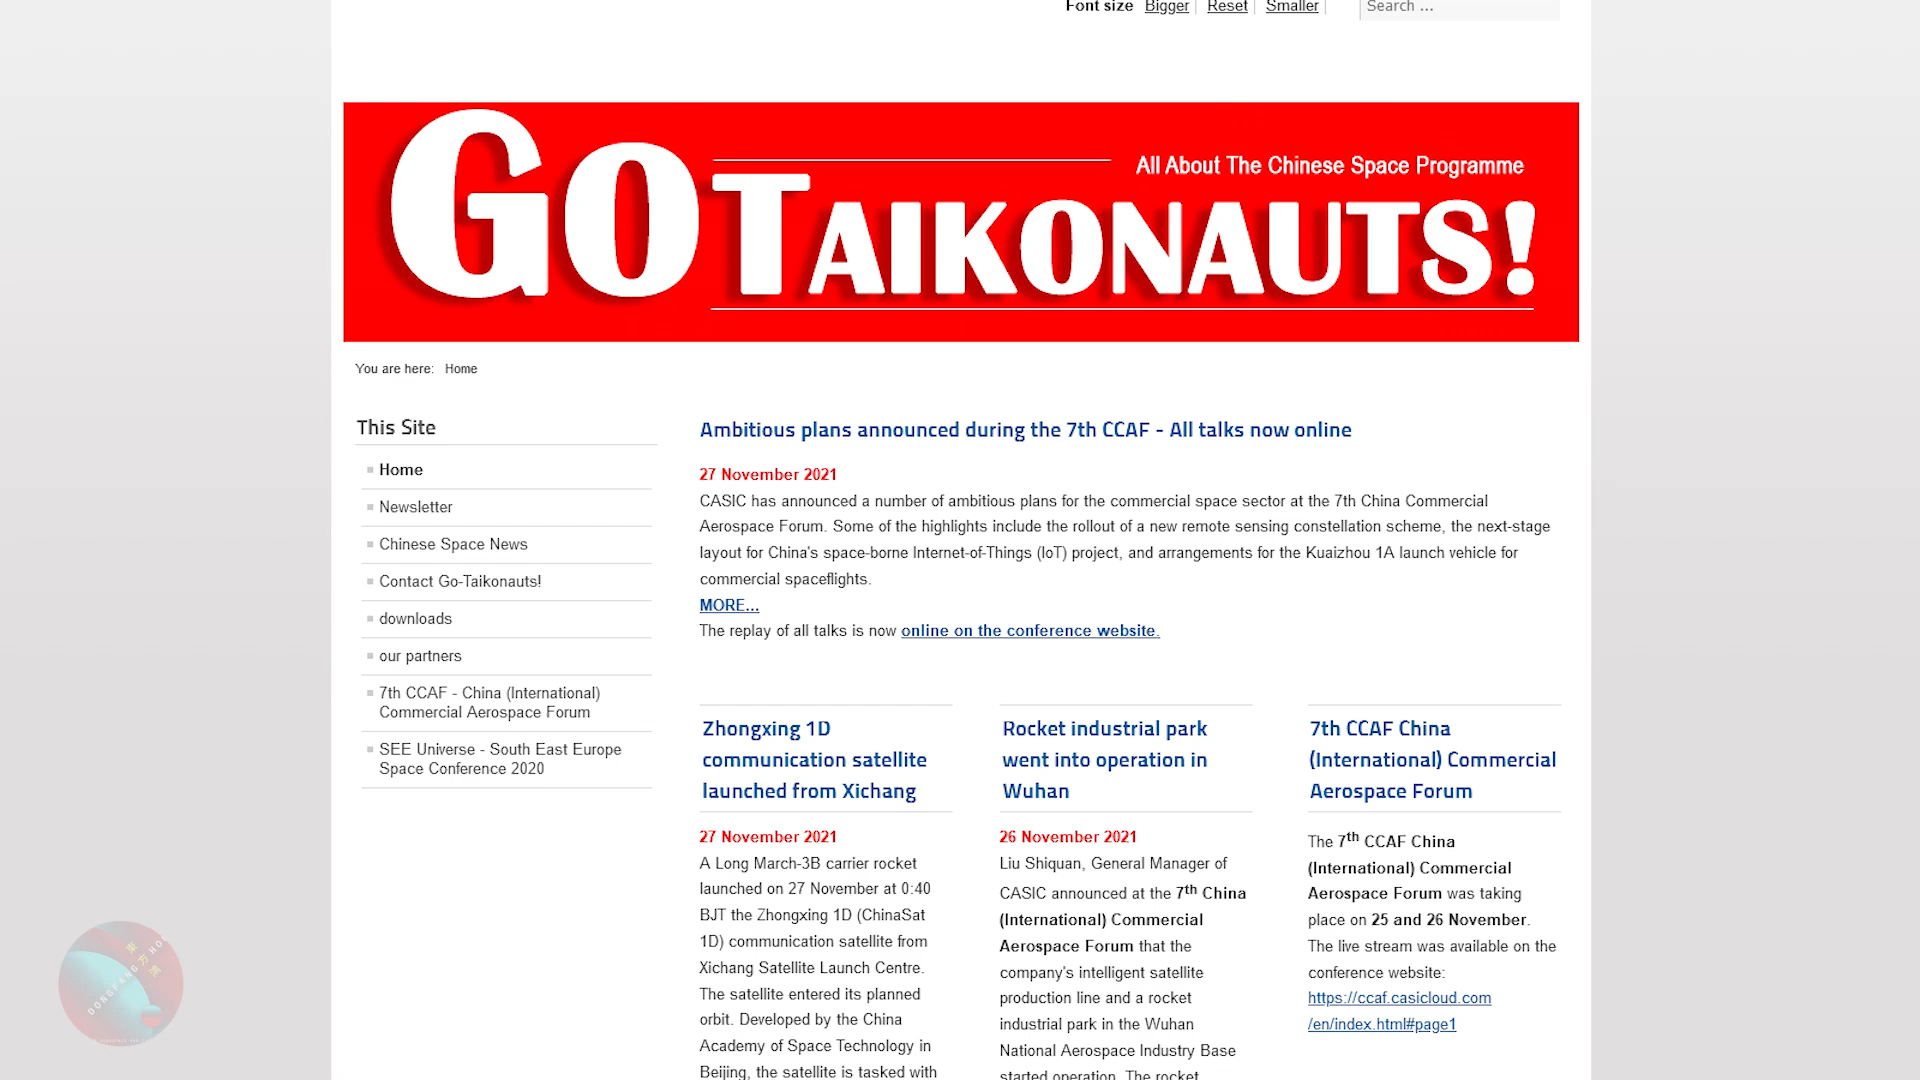 Font size Bigger Reset Smaller Search ...
All About The Chinese Space Programme
GO TAIKONAUTS!
You are here: Home
This Site
Home
Newsletter
Chinese Space News
Contact Go-Taikonauts!
downloads
our partners
7th CCAF - China (International)
Commercial Aerospace Forum
SEE Universe - South East Europe
Space Conference 2020
Ambitious plans announced during the 7th CCAF - All talks now online
27 November 2021
CASIC has announced a number of ambitious plans for the commercial space sector at the 7th China Commercial
Aerospace Forum. Some of the highlights include the rollout of a new remote sensing constellation scheme, the next-stage
layout for China's space-borne Internet-of-Things (IoT) project, and arrangements for the Kuaizhou 1A launch vehicle for
commercial spaceflights.
MORE...
The replay of all talks is now online on the conference website.
Zhongxing 1D
communication satellite
launched from Xichang
27 November 2021
A Long March-3B carrier rocket
launched on 27 November at 0:40
BJT the Zhongxing 1D (ChinaSat
1D) communication satellite from
Xichang Satellite Launch Centre.
The satellite entered its planned
orbit. Developed by the China
Academy of Space Technology in
Beijing, the satellite is tasked with
Rocket industrial park
went into operation in
Wuhan
26 November 2021
Liu Shiquan, General Manager of
CASIC announced at the 7th China
(International) Commercial
Aerospace Forum that the
company's intelligent satellite
production line and a rocket
industrial park in the Wuhan
National Aerospace Industry Base
started operation. The rocket
7th CCAF China
(International) Commercial
Aerospace Forum
The 7th CCAF China
(International) Commercial
Aerospace Forum was taking
place on 25 and 26 November.
The live stream was available on the
conference website:
https://ccaf.casicloud.com
/en/index.html#page1
DONGFANG HOU
東方